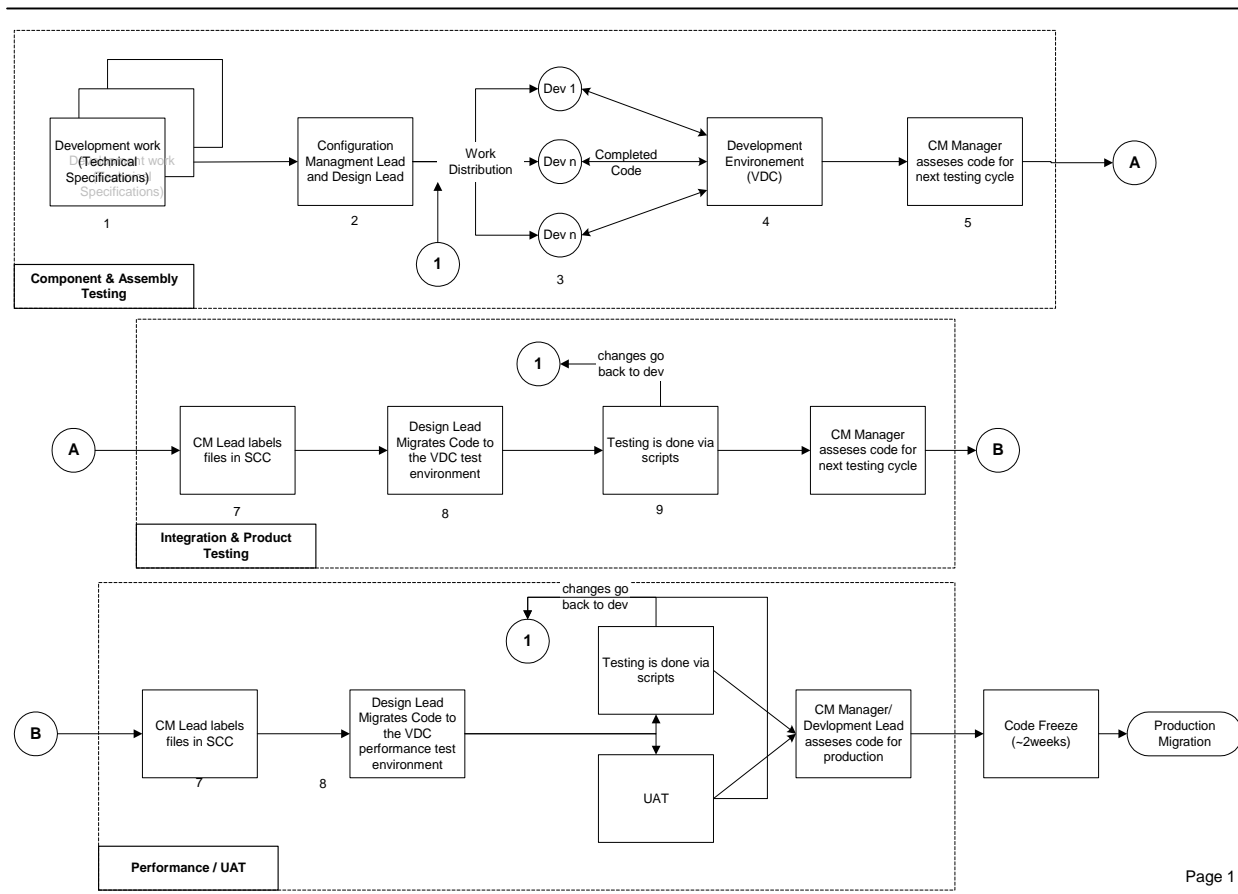 Development work
(Technical
Specifications)
Development work
(Technical
Specifications)
1
Configuration
Managment Lead
and Design Lead
2
1
Work
Distribution
Dev 1
Dev n
Dev n
3
Completed
Code
Development
Environement
(VDC)
4
CM Manager
asseses code for
next testing cycle
5
A
Component & Assembly
Testing
A
CM Lead labels
files in SCC
7
Design Lead
Migrates Code to
the VDC test
environment
8
1
changes go
back to dev
Testing is done via
scripts
9
CM Manager
asseses code for
next testing cycle
B
Integration & Product
Testing
B
CM Lead labels
files in SCC
7
Design Lead
Migrates Code to
the VDC
performance test
environment
8
changes go
back to dev
1
Testing is done via
scripts
UAT
CM Manager/
Devlopment Lead
asseses code for
production
Code Freeze
(~2weeks)
Production
Migration
Performance / UAT
Page 1